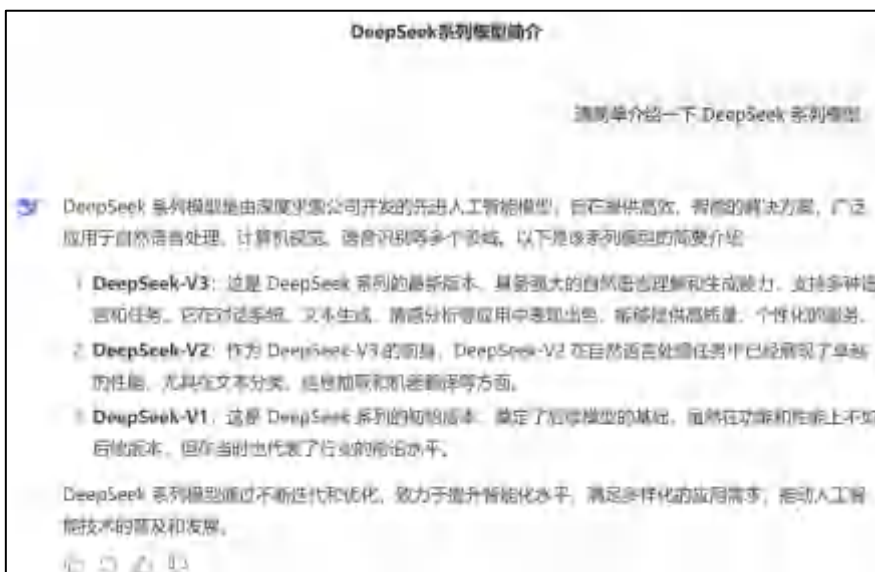 DeepSeek系列模型简介
请简单介绍一下 DeepSeek 系列模型
DeepSeek 系列模型是由深度求索公司开发的先进人工智能模型，旨在提供高效、智能的解决方案，广泛
应用于自然语言处理、计算机视觉、语音识别等多个领域。以下是该系列模型的简要介绍:
1. DeepSeek-V3：这是 DeepSeek 系列的最新版本，具备强大的自然语言理解和生成能力，支持多种语
言和任务。它在对话系统、文本生成、情感分析等应用中表现出色，能够提供高质量、个性化的服务。
2. DeepSeek-V2：作为 DeepSeek-V3 的前身，DeepSeek-V2 在自然语言处理任务中已经展现了卓越
的性能，尤其在文本分类、信息抽取和机器翻译等方面。
3. DeepSeek-V1：这是 DeepSeek 系列的初始版本，奠定了后续模型的基础，虽然在功能和性能上不如
后续版本，但在当时也代表了行业的前沿水平。
DeepSeek 系列模型通过不断迭代和优化，致力于提升智能化水平，满足多样化的应用需求，推动人工智
能技术的普及和发展。